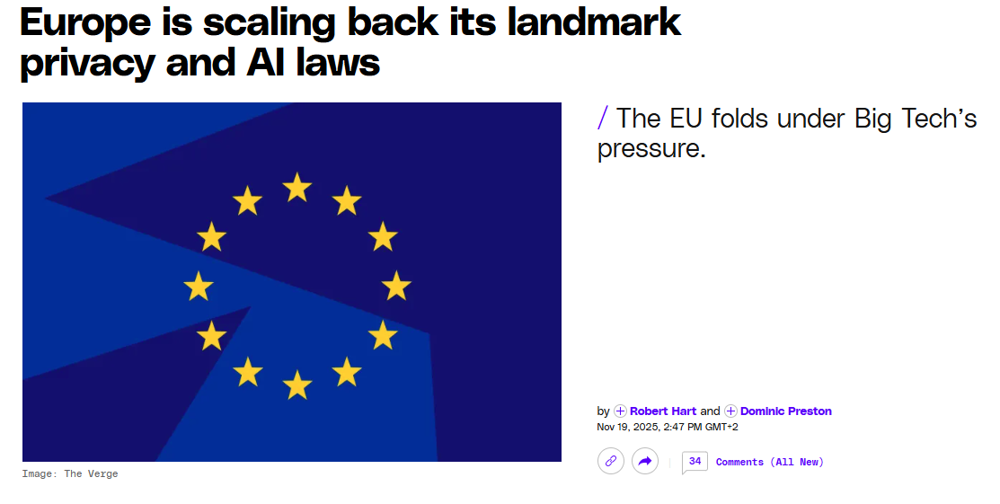 Europe is scaling back its landmark
privacy and AI laws
/ The EU folds under Big Tech’s
pressure.
by Robert Hart and Dominic Preston
Nov 19, 2025, 2:47 PM GMT+2
34 Comments (All New)
Image: The Verge